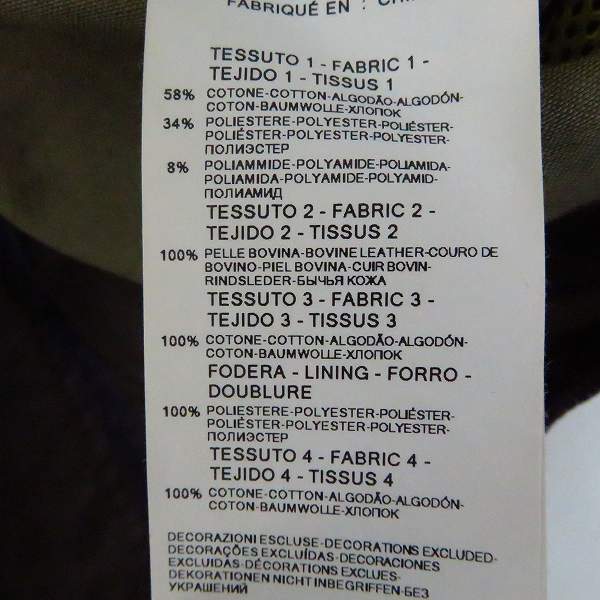 FABRIQUÉ EN :
TESSUTO 1 - FABRIC 1 -
TEJIDO 1 - TISSUS 1
58% COTONE-COTTON-ALGODÃO-ALGODÓN-
COTON-BAUMWOLLE-ХЛОПОК
34% POLIESTERE-POLYESTER-POLIÉSTER-
POLIÉSTER-POLYESTER-POLYESTER-
ПОЛИЭСТЕР
8% POLIAMMIDE-POLYAMIDE-POLIAMIDA-
POLIAMIDA-POLYAMIDE-POLYAMID-
ПОЛИАМИД
TESSUTO 2 - FABRIC 2 -
TEJIDO 2 - TISSUS 2
100% PELLE BOVINA-BOVINE LEATHER-COURO DE
BOVINO-PIEL BOVINA-CUIR BOVIN-
RINDSLEDER-БЫЧЬЯ КОЖА
TESSUTO 3 - FABRIC 3 -
TEJIDO 3 - TISSUS 3
100% COTONE-COTTON-ALGODÃO-ALGODÓN-
COTON-BAUMWOLLE-ХЛОПОК
FODERA - LINING - FORRO -
DOUBLURE
100% POLIESTERE-POLYESTER-POLIÉSTER-
POLIÉSTER-POLYESTER-POLYESTER-
ПОЛИЭСТЕР
TESSUTO 4 - FABRIC 4 -
TEJIDO 4 - TISSUS 4
100% COTONE-COTTON-ALGODÃO-ALGODÓN-
COTON-BAUMWOLLE-ХЛОПОК
DECORAZIONI ESCLUSE-DECORATIONS EXCLUDED-
DECORAÇÕES EXCLUÍDAS-DECORACIONES
EXCLUIDAS-DÉCORATIONS EXCLUES-
DEKORATIONEN NICHT INBEGRIFFEN-БЕЗ
УКРАШЕНИЙ